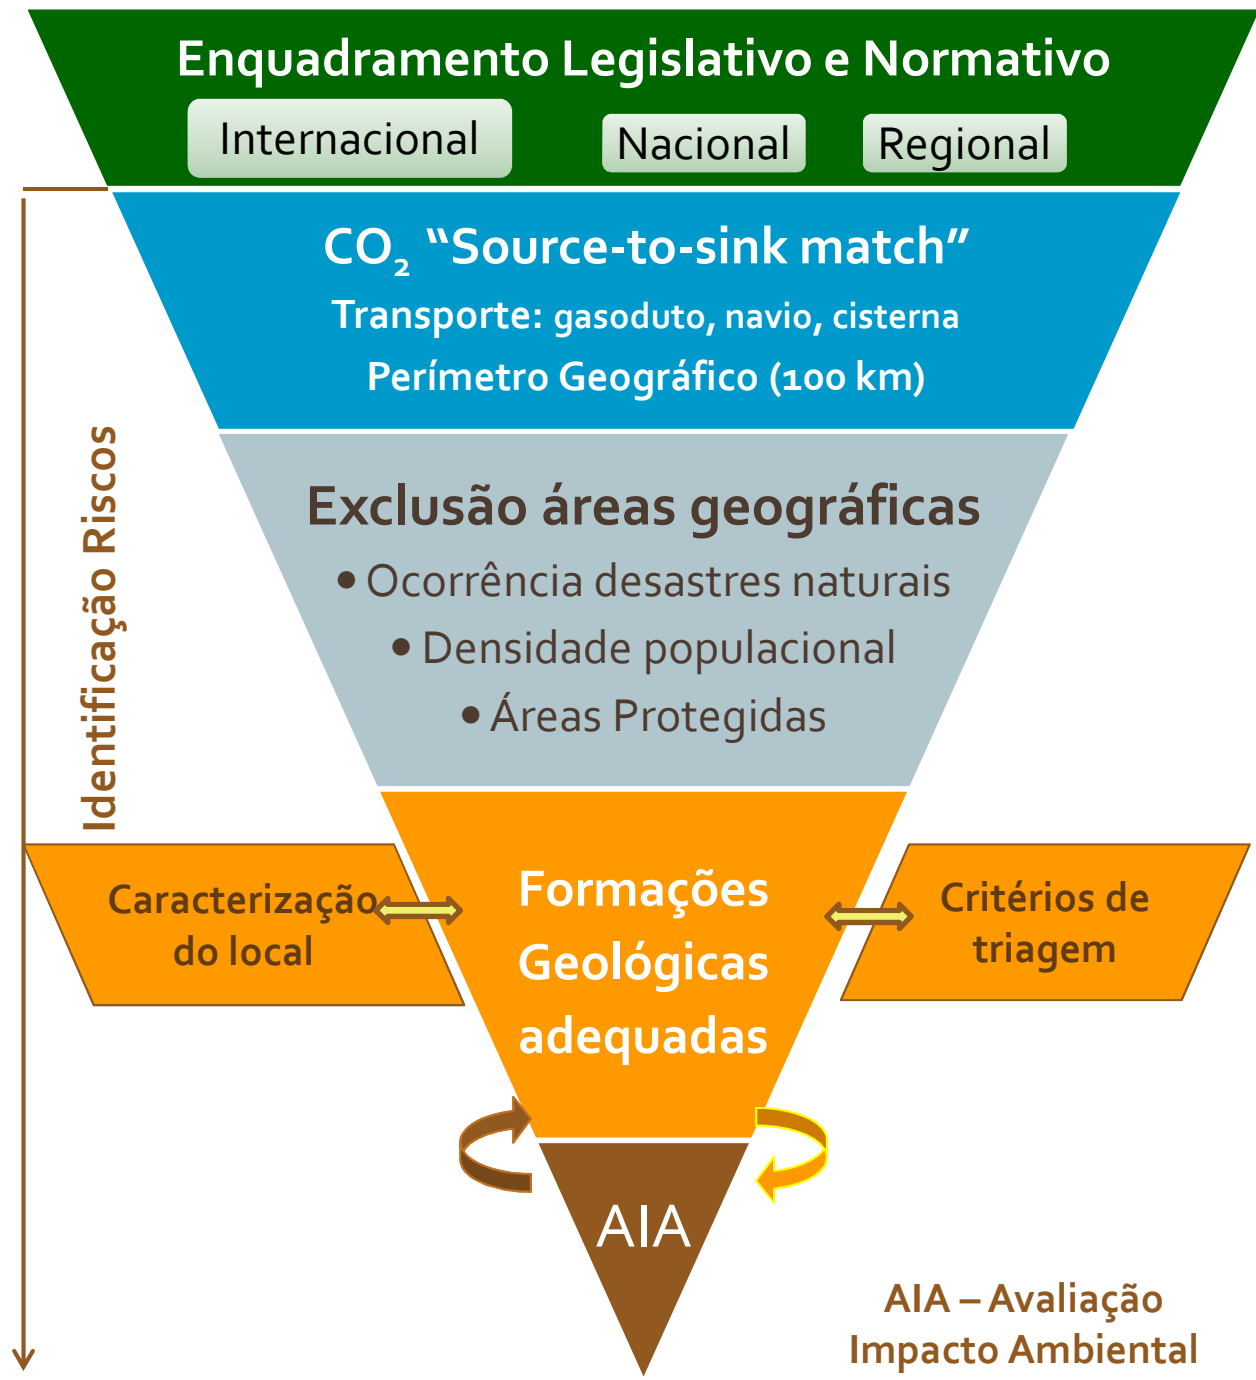 Enquadramento Legislativo e Normativo
Internacional
Nacional
Regional
CO₂ “Source-to-sink match”
Transporte: gasoduto, navio, cisterna
Perímetro Geográfico (100 km)
Exclusão áreas geográficas
• Ocorrência desastres naturais
• Densidade populacional
• Áreas Protegidas
Identificação Riscos
Caracterização
do local
Formações
Geológicas
adequadas
Critérios de
triagem
AIA
AIA – Avaliação
Impacto Ambiental